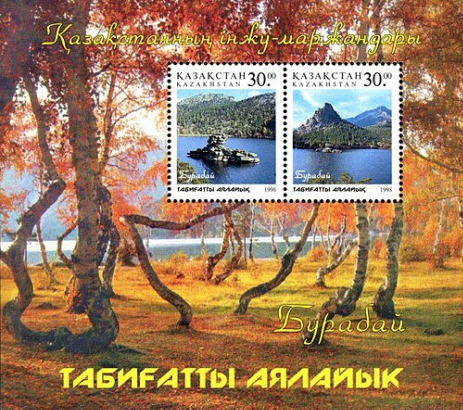 Қазақстанның інжу-маржандары
ҚАЗАҚСТАН 30.00
KAZAKHSTAN
Бурабай
ТАБИҒАТТЫ АЯЛАЙЫҚ 1998
ҚАЗАҚСТАН 30.00
KAZAKHSTAN
Бурабай
ТАБИҒАТТЫ АЯЛАЙЫҚ 1998
Бурабай
ТАБИҒАТТЫ АЯЛАЙЫҚ